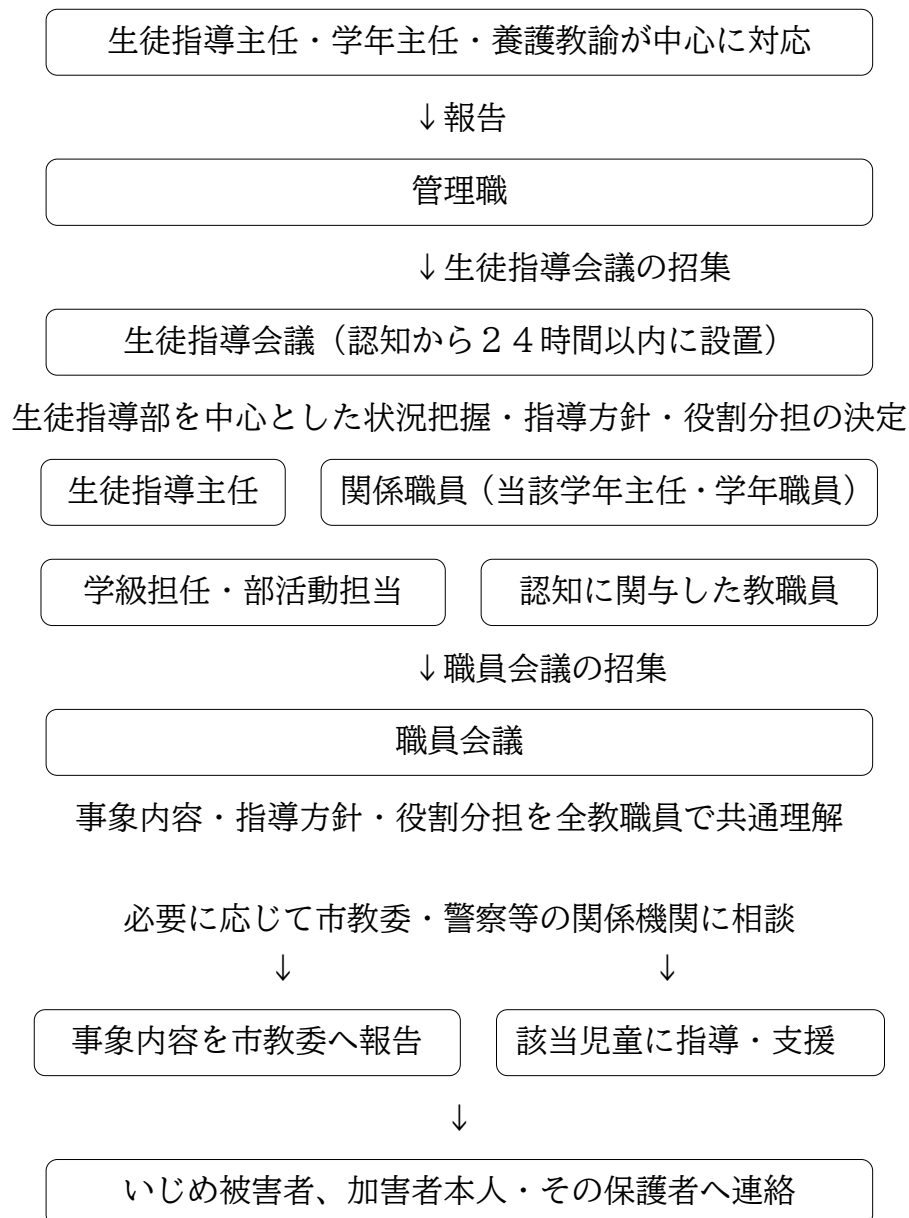 生徒指導主任・学年主任・養護教諭が中心に対応
↓報告
管理職
↓生徒指導会議の招集
生徒指導会議（認知から２４時間以内に設置）
生徒指導部を中心とした状況把握・指導方針・役割分担の決定
生徒指導主任 関係職員（当該学年主任・学年職員）
学級担任・部活動担当 認知に関与した教職員
↓職員会議の招集
職員会議
事象内容・指導方針・役割分担を全教職員で共通理解
必要に応じて市教委・警察等の関係機関に相談
↓ ↓
事象内容を市教委へ報告 該当児童に指導・支援
↓
いじめ被害者、加害者本人・その保護者へ連絡